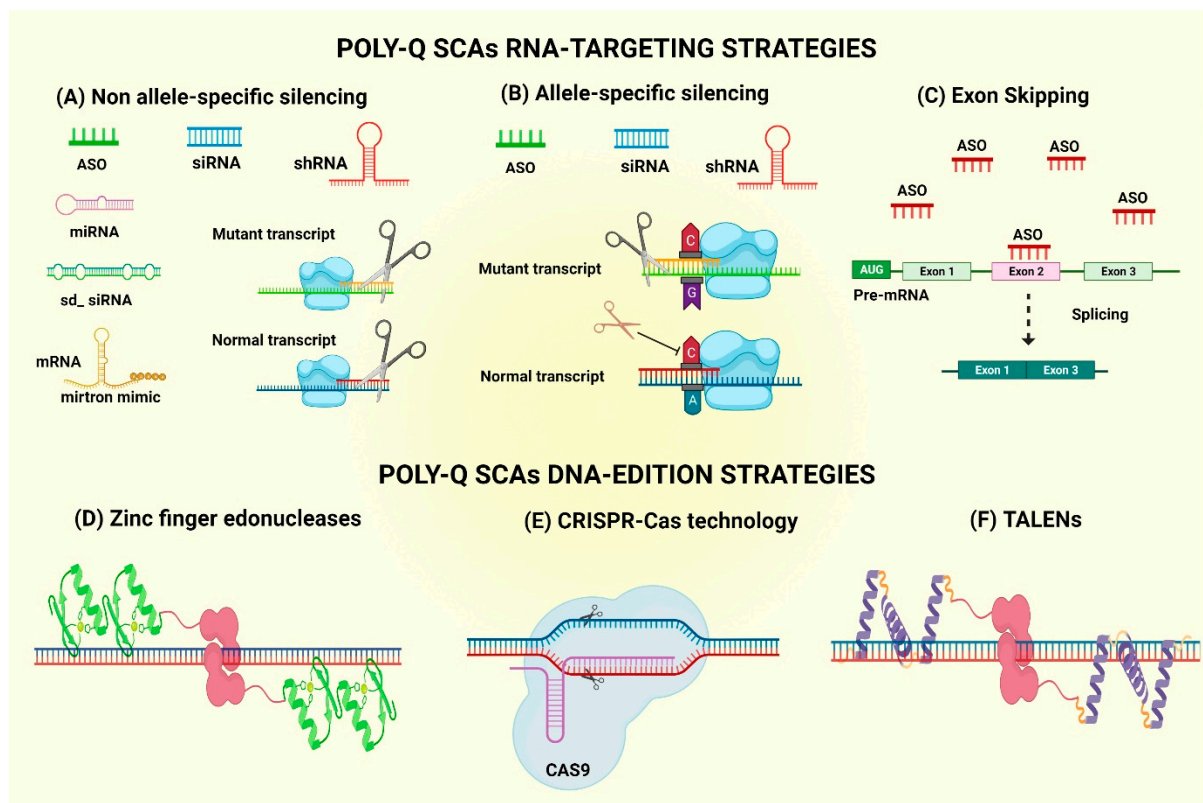 POLY-Q SCAs RNA-TARGETING STRATEGIES
(A) Non allele-specific silencing
ASO
siRNA
shRNA
miRNA
sd_ siRNA
mRNA
mirtron mimic
Mutant transcript
Normal transcript
(B) Allele-specific silencing
ASO
siRNA
shRNA
Mutant transcript
C
G
Normal transcript
C
A
(C) Exon Skipping
ASO
ASO
ASO
ASO
ASO
AUG
Exon 1
Exon 2
Exon 3
Pre-mRNA
Splicing
Exon 1
Exon 3
POLY-Q SCAs DNA-EDITION STRATEGIES
(D) Zinc finger edonucleases
(E) CRISPR-Cas technology
CAS9
(F) TALENs